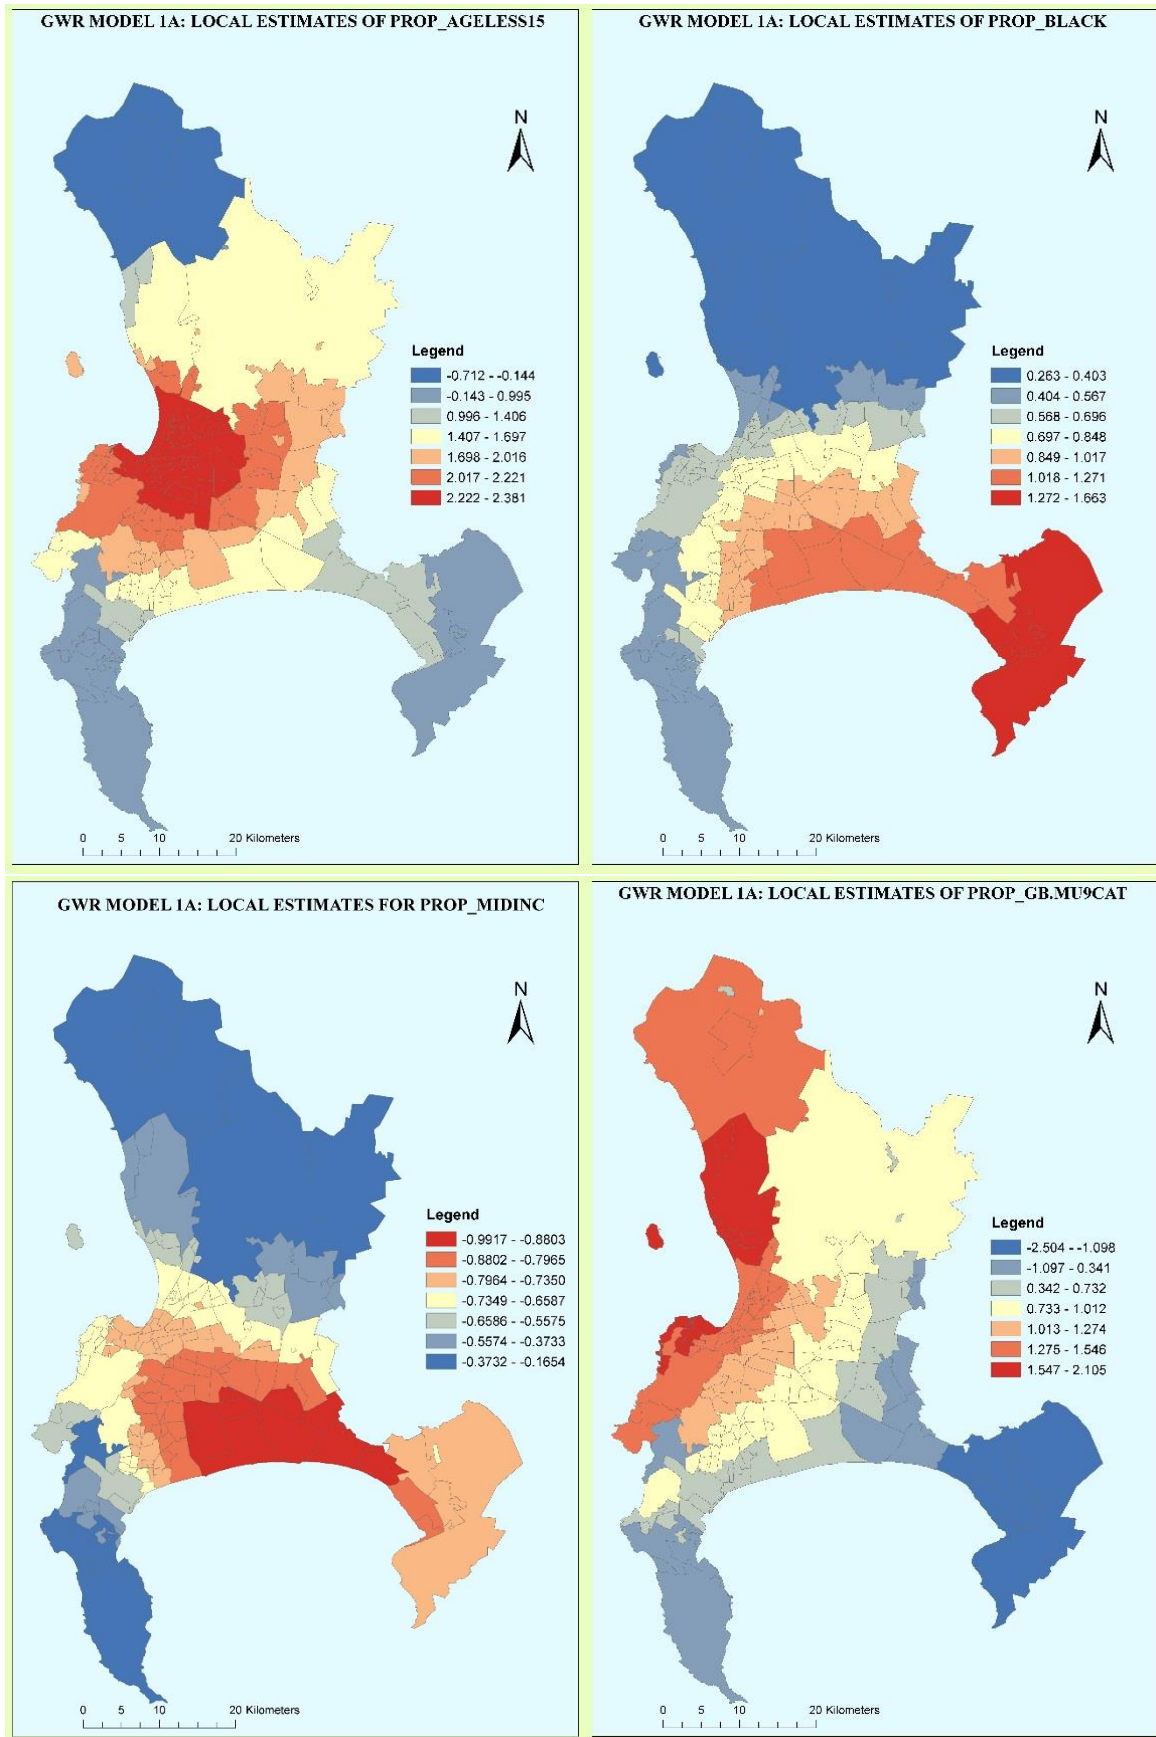 GWR MODEL 1A: LOCAL ESTIMATES OF PROP_AGELESS15
N
Legend
-0.712 - -0.144
-0.143 - 0.995
0.996 - 1.406
1.407 - 1.697
1.698 - 2.016
2.017 - 2.221
2.222 - 2.381
0 5 10 20 Kilometers
GWR MODEL 1A: LOCAL ESTIMATES OF PROP_BLACK
N
Legend
0.263 - 0.403
0.404 - 0.567
0.568 - 0.696
0.697 - 0.848
0.849 - 1.017
1.018 - 1.271
1.272 - 1.663
0 5 10 20 Kilometers
GWR MODEL 1A: LOCAL ESTIMATES FOR PROP_MIDINC
N
Legend
-0.9917 - -0.8803
-0.8802 - -0.7965
-0.7964 - -0.7350
-0.7349 - -0.6587
-0.6586 - -0.5575
-0.5574 - -0.3733
-0.3732 - -0.1654
0 5 10 20 Kilometers
GWR MODEL 1A: LOCAL ESTIMATES OF PROP_GB.MU9CAT
N
Legend
-2.504 - -1.098
-1.097 - 0.341
0.342 - 0.732
0.733 - 1.012
1.013 - 1.274
1.275 - 1.546
1.547 - 2.105
0 5 10 20 Kilometers